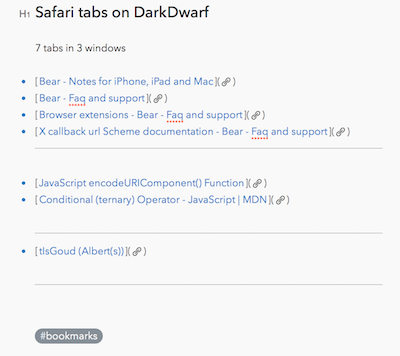 H1 Safari tabs on DarkDwarf
7 tabs in 3 windows
• [Bear - Notes for iPhone, iPad and Mac](🔗)
• [Bear - Faq and support](🔗)
• [Browser extensions - Bear - Faq and support](🔗)
• [X callback url Scheme documentation - Bear - Faq and support](🔗)
• [JavaScript encodeURIComponent() Function](🔗)
• [Conditional (ternary) Operator - JavaScript | MDN](🔗)
• [tlsGoud (Albert(s))](🔗)
#bookmarks